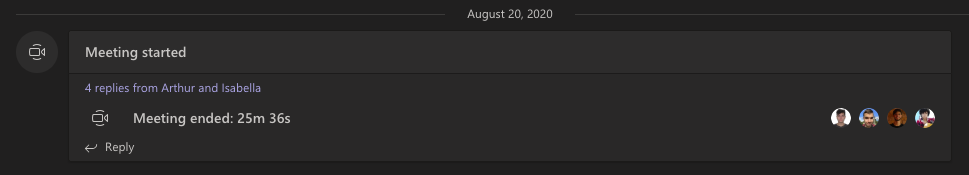 August 20, 2020
Meeting started
4 replies from Arthur and Isabella
Meeting ended: 25m 36s
Reply